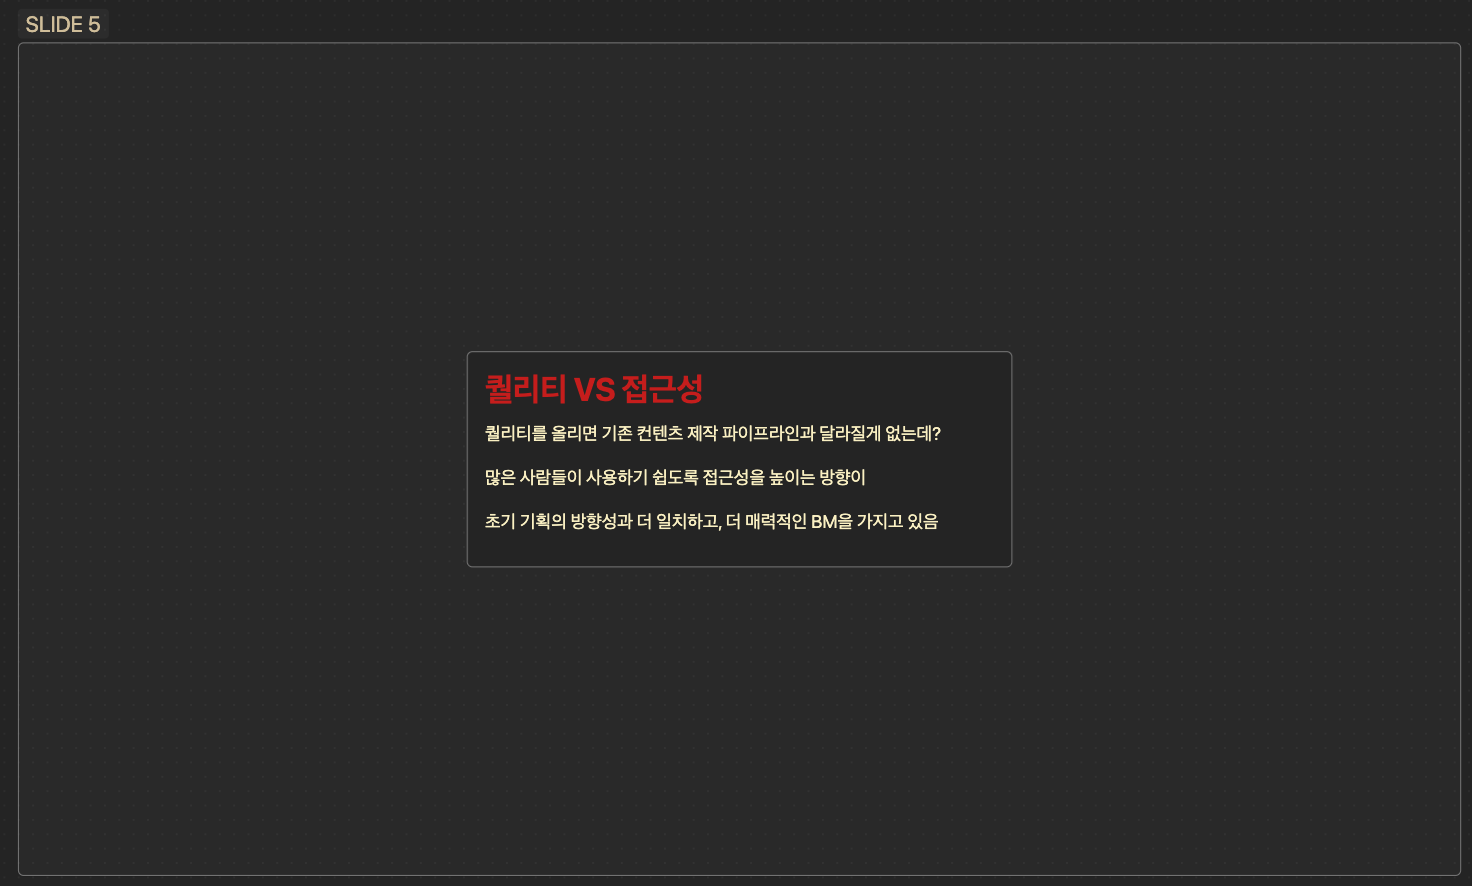 SLIDE 5
퀄리티 VS 접근성
퀄리티를 올리면 기존 컨텐츠 제작 파이프라인과 달라질게 없는데?
많은 사람들이 사용하기 쉽도록 접근성을 높이는 방향이
초기 기획의 방향성과 더 일치하고, 더 매력적인 BM을 가지고 있음